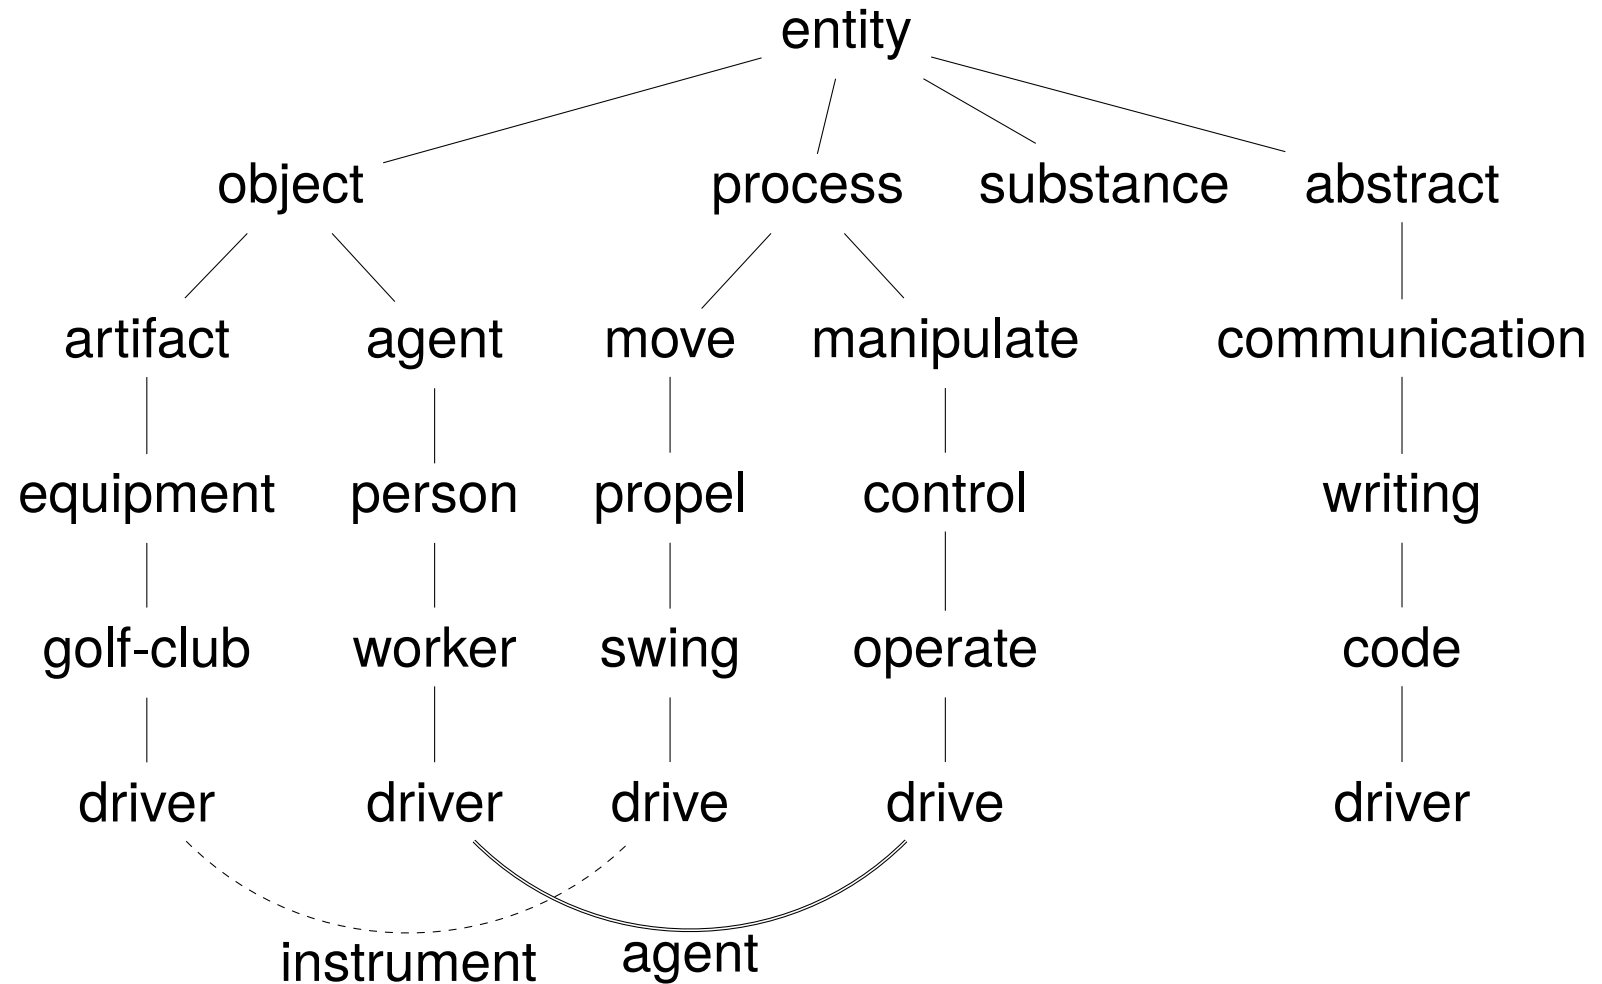 entity
object process substance abstract
artifact agent move manipulate communication
equipment person propel control writing
golf-club worker swing operate code
driver driver drive drive driver
instrument agent